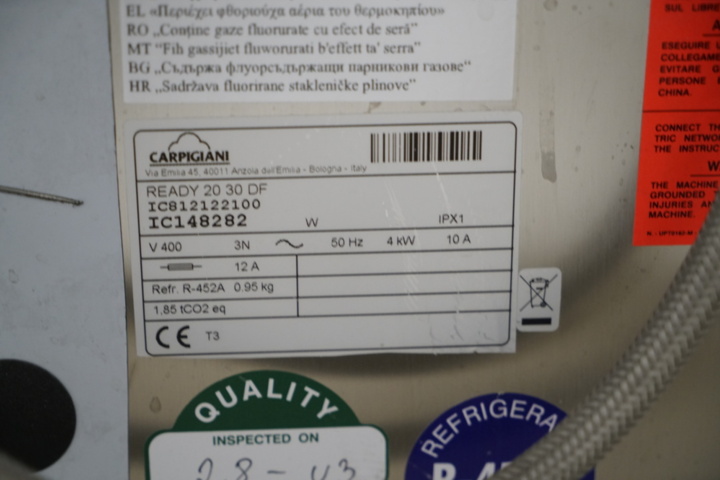 EL «Περιέχει φθοριούχα αέρια του θερμοκηπίου»
RO „Conține gaze fluorurate cu efect de seră”
MT “Fih gassijiet fluworurati b'effett ta' serra”
BG „Съдържа флуорсъдържащи парникови газове“
HR „Sadržava fluorirane stakleničke plinove”
CARPIGIANI
Via Emilia 45, 40011 Anzola dell'Emilia - Bologna - Italy
READY 20 30 DF
IC812122100
IC148282 W IPX1
V 400 3N 50 Hz 4 kW 10 A
12 A
Refr. R-452A 0.95 kg
1,85 tCO2 eq
CE T3
SUL LIBR
ESEGUIRE
COLLEGAM
EVITARE
PERSONE
CHINA.
CONNECT TH
TRIC NETWO
THE INSTRUC
W
THE MACHINE
GROUNDED
INJURIES A
MACHINE.
QUALITY
INSPECTED ON
REFRIGERA